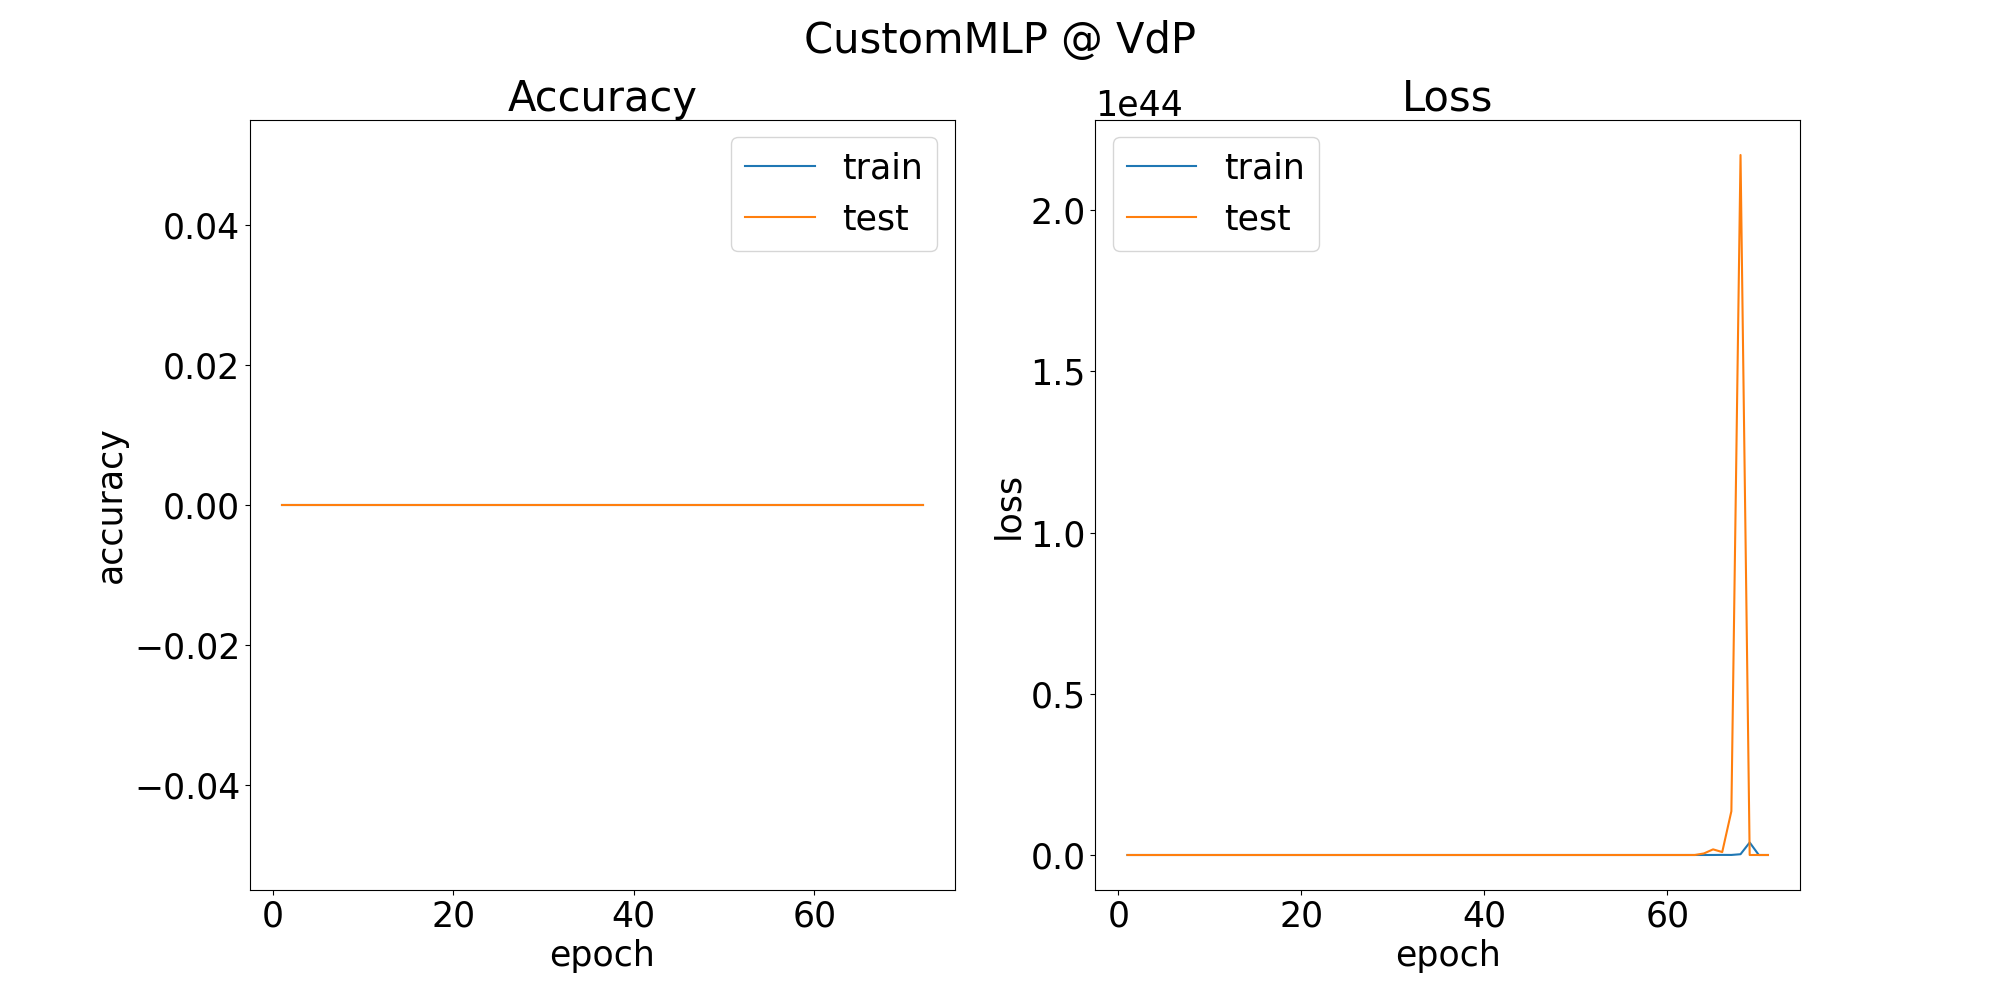 CustomMLP @ VdP
Accuracy
train
test
0.04
0.02
0.00
−0.02
−0.04
accuracy
0
20
40
60
epoch
Loss
1e44
train
test
2.0
1.5
1.0
0.5
0.0
loss
0
20
40
60
epoch